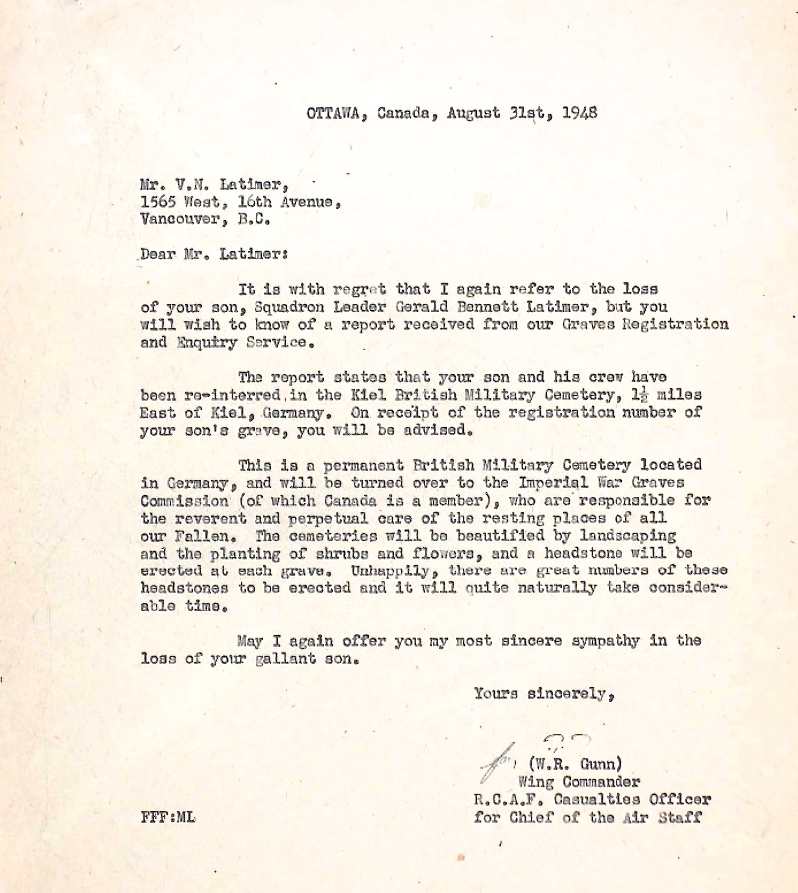 OTTAWA, Canada, August 31st, 1948
Mr. V.N. Latimer,
1565 West, 16th Avenue,
Vancouver, B.C.
Dear Mr. Latimer:
It is with regret that I again refer to the loss
of your son, Squadron Leader Gerald Bennett Latimer, but you
will wish to know of a report received from our Graves Registration
and Enquiry Service.
The report states that your son and his crew have
been re-interred in the Kiel British Military Cemetery, 1½ miles
East of Kiel, Germany. On receipt of the registration number of
your son's grave, you will be advised.
This is a permanent British Military Cemetery located
in Germany, and will be turned over to the Imperial War Graves
Commission (of which Canada is a member), who are responsible for
the reverent and perpetual care of the resting places of all
our Fallen. The cemeteries will be beautified by landscaping
and the planting of shrubs and flowers, and a headstone will be
erected at each grave. Unhappily, there are great numbers of these
headstones to be erected and it will quite naturally take consider-
able time.
May I again offer you my most sincere sympathy in the
loss of your gallant son.
Yours sincerely,
for (W.R. Gunn)
Wing Commander
R.C.A.F. Casualties Officer
FFF:ML for Chief of the Air Staff